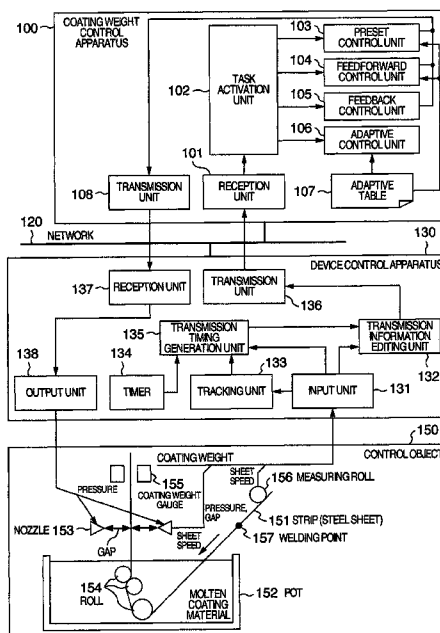 100
COATING WEIGHT
CONTROL
APPARATUS
103
PRESET
CONTROL UNIT
104
FEEDFORWARD
CONTROL UNIT
102
TASK
ACTIVATION
UNIT
105
FEEDBACK
CONTROL UNIT
106
ADAPTIVE
CONTROL UNIT
101
108
TRANSMISSION
UNIT
RECEPTION
UNIT
107
ADAPTIVE
TABLE
120
NETWORK
130
DEVICE CONTROL APPARATUS
RECEPTION UNIT
137
TRANSMISSION
UNIT
136
135
TRANSMISSION
TIMING
GENERATION UNIT
TRANSMISSION
INFORMATION
EDITING UNIT
132
134
133
138
OUTPUT UNIT
TIMER
TRACKING UNIT
INPUT UNIT
131
150
CONTROL OBJECT
COATING WEIGHT
155
PRESSURE
COATING WEIGHT
GAUGE
SHEET
SPEED
156 MEASURING ROLL
PRESSURE,
GAP
151 STRIP (STEEL SHEET)
NOZZLE 153
GAP
SHEET
SPEED
157 WELDING POINT
154
ROLL
MOLTEN
COATING
MATERIAL
152 POT